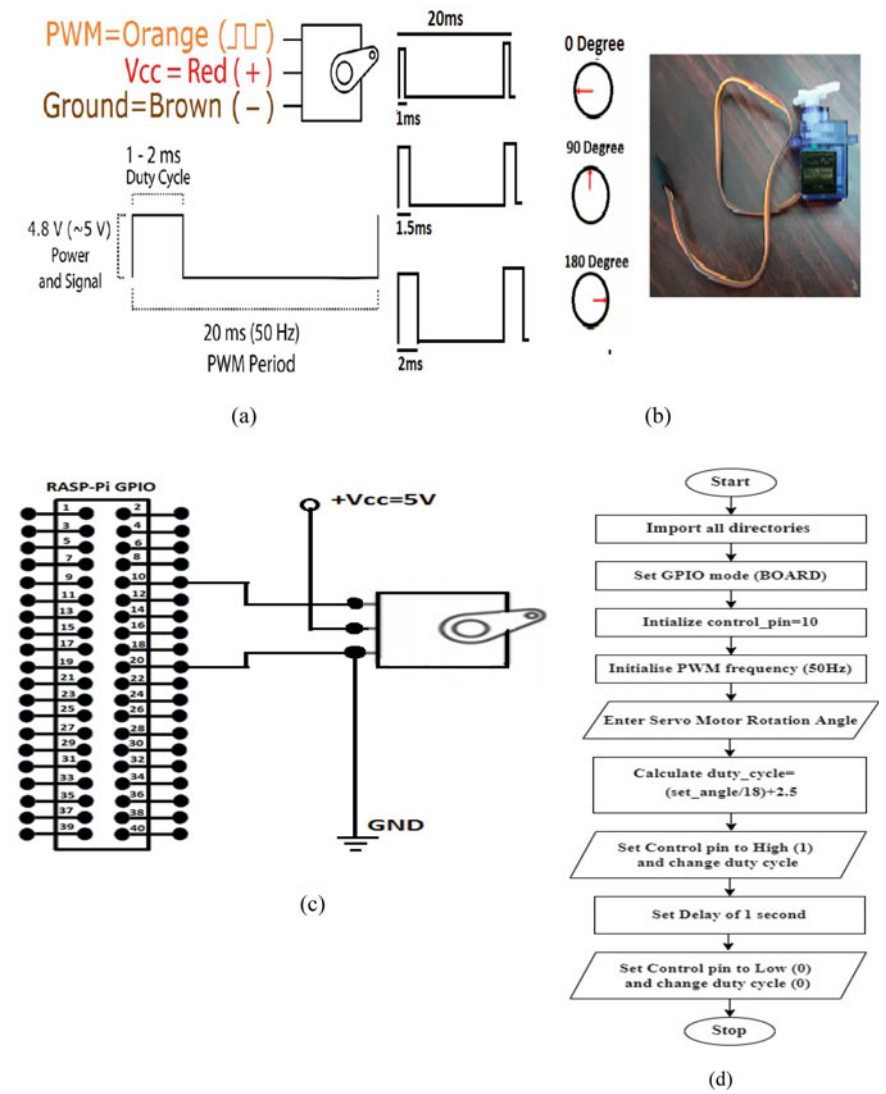 PWM=Orange (⎍⎍)
Vcc = Red (+)
Ground=Brown (−)
1 - 2 ms
Duty Cycle
4.8 V (~5 V)
Power
and Signal
20 ms (50 Hz)
PWM Period
20ms
1ms
1.5ms
2ms
0 Degree
90 Degree
180 Degree
(a)
(b)
RASP-Pi GPIO
1 2
3 4
5 6
7 8
9 10
11 12
13 14
15 16
17 18
19 20
21 22
23 24
25 26
27 28
29 30
31 32
33 34
35 36
37 38
39 40
+Vcc=5V
GND
(c)
Start
Import all directories
Set GPIO mode (BOARD)
Intialize control_pin=10
Initialise PWM frequency (50Hz)
Enter Servo Motor Rotation Angle
Calculate duty_cycle=
(set_angle/18)+2.5
Set Control pin to High (1)
and change duty cycle
Set Delay of 1 second
Set Control pin to Low (0)
and change duty cycle (0)
Stop
(d)